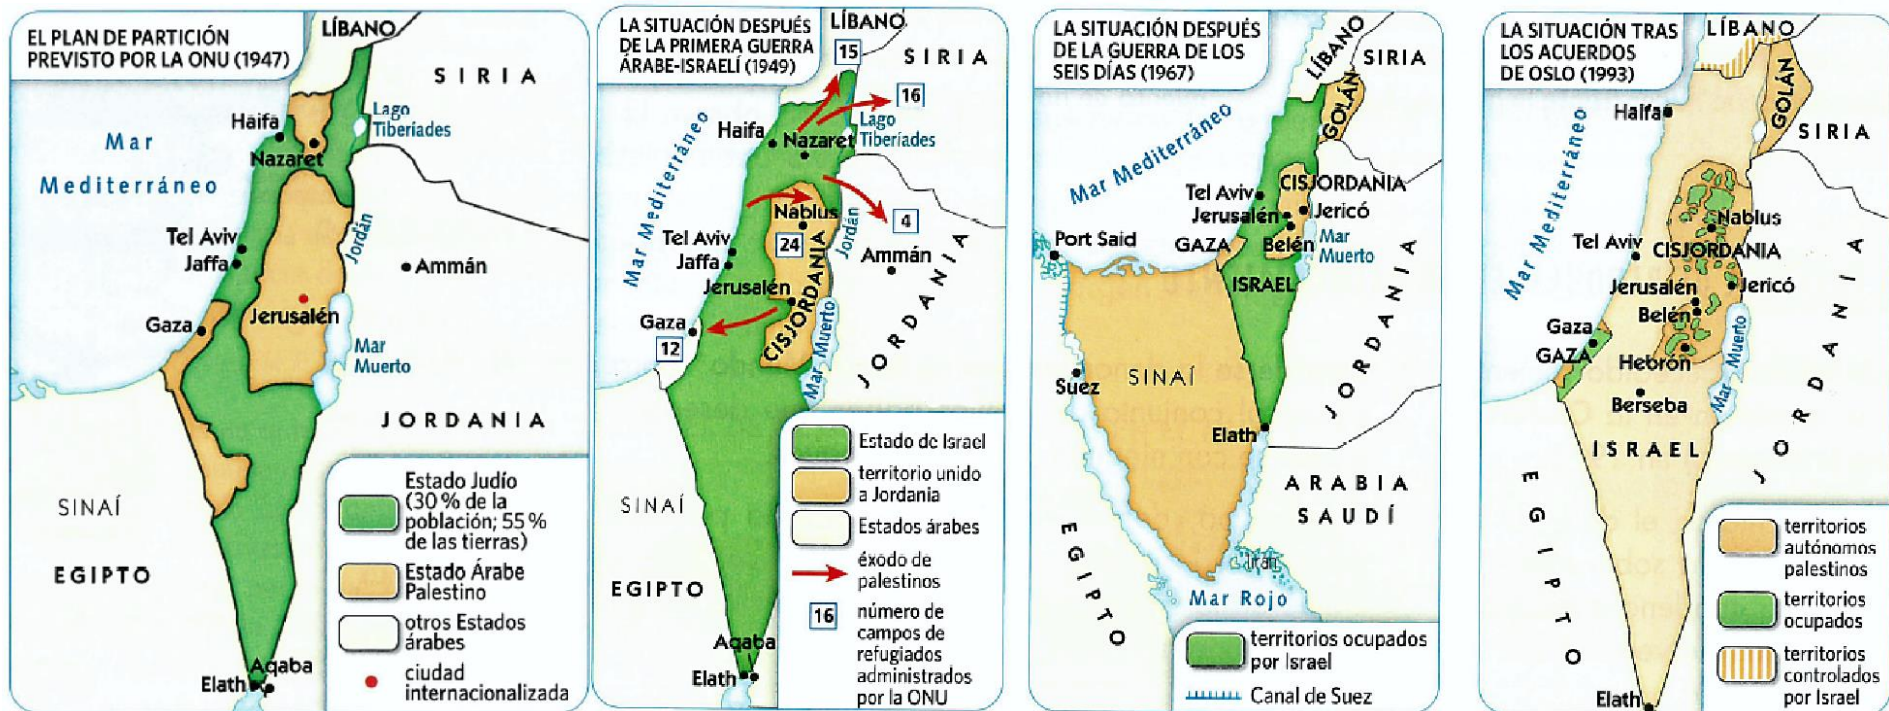 EL PLAN DE PARTICIÓN
PREVISTO POR LA ONU (1947)
LÍBANO
SIRIA
Mar
Mediterráneo
Haifa
Lago
Tiberíades
Nazaret
Tel Aviv
Jaffa
Jordán
Ammán
Jerusalén
Gaza
Mar
Muerto
JORDANIA
SINAÍ
EGIPTO
Aqaba
Elath
Estado Judío
(30 % de la
población; 55 %
de las tierras)
Estado Árabe
Palestino
otros Estados
árabes
ciudad
internacionalizada
LA SITUACIÓN DESPUÉS
DE LA PRIMERA GUERRA
ÁRABE-ISRAELÍ (1949)
LÍBANO
15
SIRIA
16
Mar Mediterráneo
Haifa
Lago
Tiberíades
Nazaret
Nablus
4
24
Jordán
Tel Aviv
Jaffa
Ammán
Jerusalén
CISJORDANIA
Gaza
12
Mar Muerto
JORDANIA
SINAÍ
EGIPTO
Aqaba
Elath
Estado de Israel
territorio unido
a Jordania
Estados árabes
éxodo de
palestinos
16
número de
campos de
refugiados
administrados
por la ONU
LA SITUACIÓN DESPUÉS
DE LA GUERRA DE LOS
SEIS DÍAS (1967)
LÍBANO
SIRIA
GOLÁN
Mar Mediterráneo
CISJORDANIA
Tel Aviv
Jerusalén
Jericó
Port Said
GAZA
Belén
Mar
Muerto
ISRAEL
JORDANIA
Suez
SINAÍ
Elath
ARABIA
SAUDÍ
EGIPTO
Mar Rojo
territorios ocupados
por Israel
Canal de Suez
LA SITUACIÓN TRAS
LOS ACUERDOS
DE OSLO (1993)
LÍBANO
GOLÁN
Haifa
SIRIA
Mar Mediterráneo
Nablus
Tel Aviv
CISJORDANIA
Jerusalén
Jericó
Belén
Gaza
GAZA
Hebrón
Mar Muerto
Berseba
ISRAEL
JORDANIA
EGIPTO
Elath
territorios
autónomos
palestinos
territorios
ocupados
territorios
controlados
por Israel